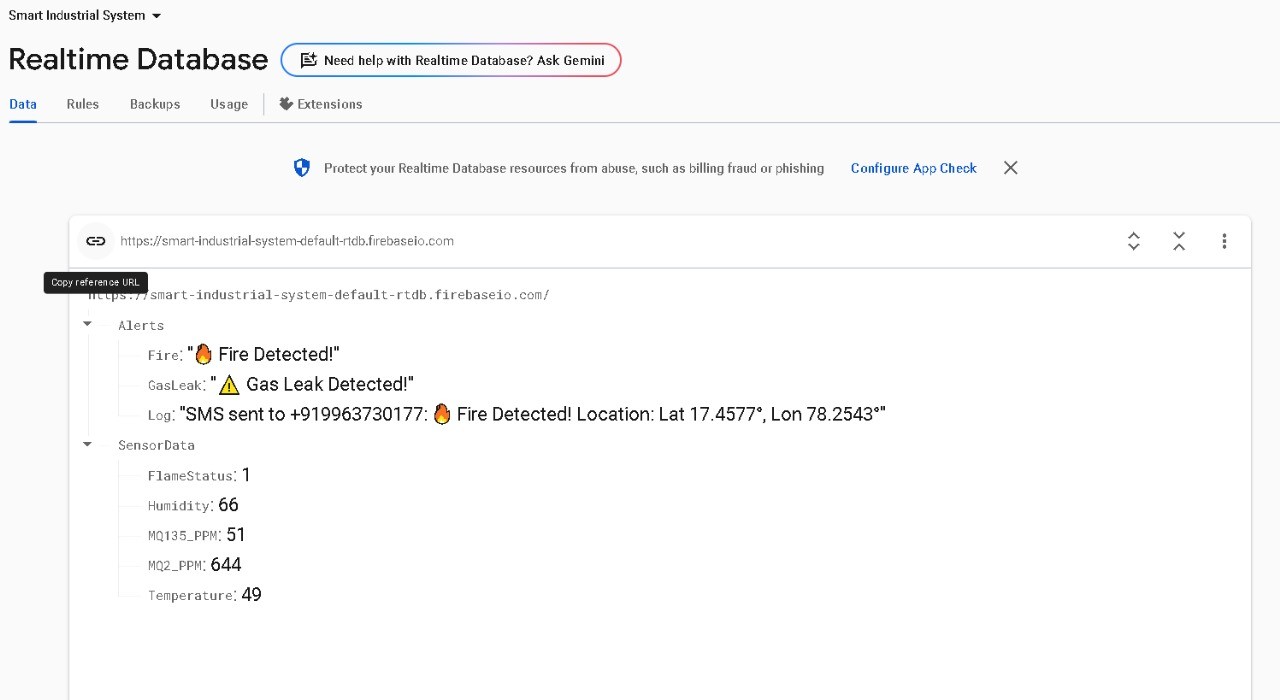 Smart Industrial System
Realtime Database
Need help with Realtime Database? Ask Gemini
Data Rules Backups Usage Extensions
Protect your Realtime Database resources from abuse, such as billing fraud or phishing Configure App Check
https://smart-industrial-system-default-rtdb.firebaseio.com
Copy reference URL
https://smart-industrial-system-default-rtdb.firebaseio.com/
Alerts
Fire: "🔥 Fire Detected!"
GasLeak: "⚠️ Gas Leak Detected!"
Log: "SMS sent to +919963730177: 🔥 Fire Detected! Location: Lat 17.4577°, Lon 78.2543°"
SensorData
FlameStatus: 1
Humidity: 66
MQ135_PPM: 51
MQ2_PPM: 644
Temperature: 49